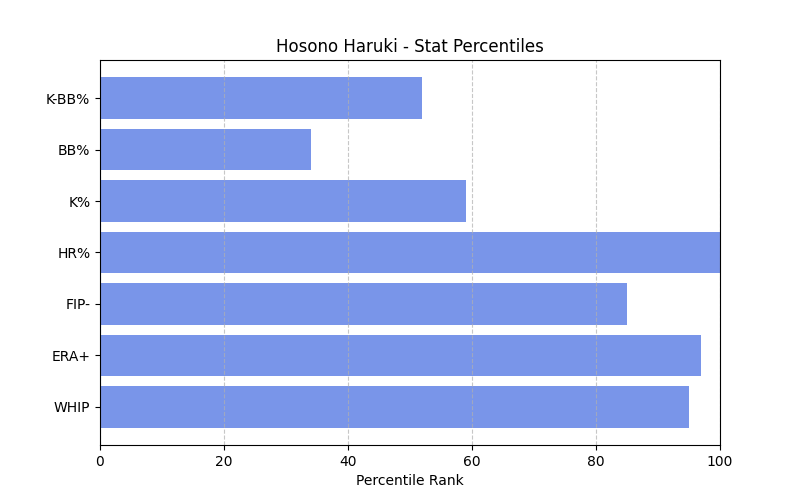 Hosono Haruki - Stat Percentiles
K-BB%
BB%
K%
HR%
FIP-
ERA+
WHIP
0 20 40 60 80 100
Percentile Rank